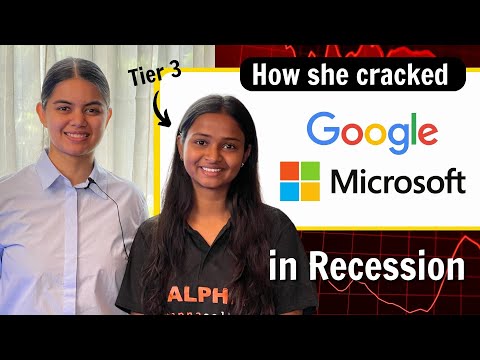 Tier 3
How she cracked
Google
Microsoft
in Recession
ALPH